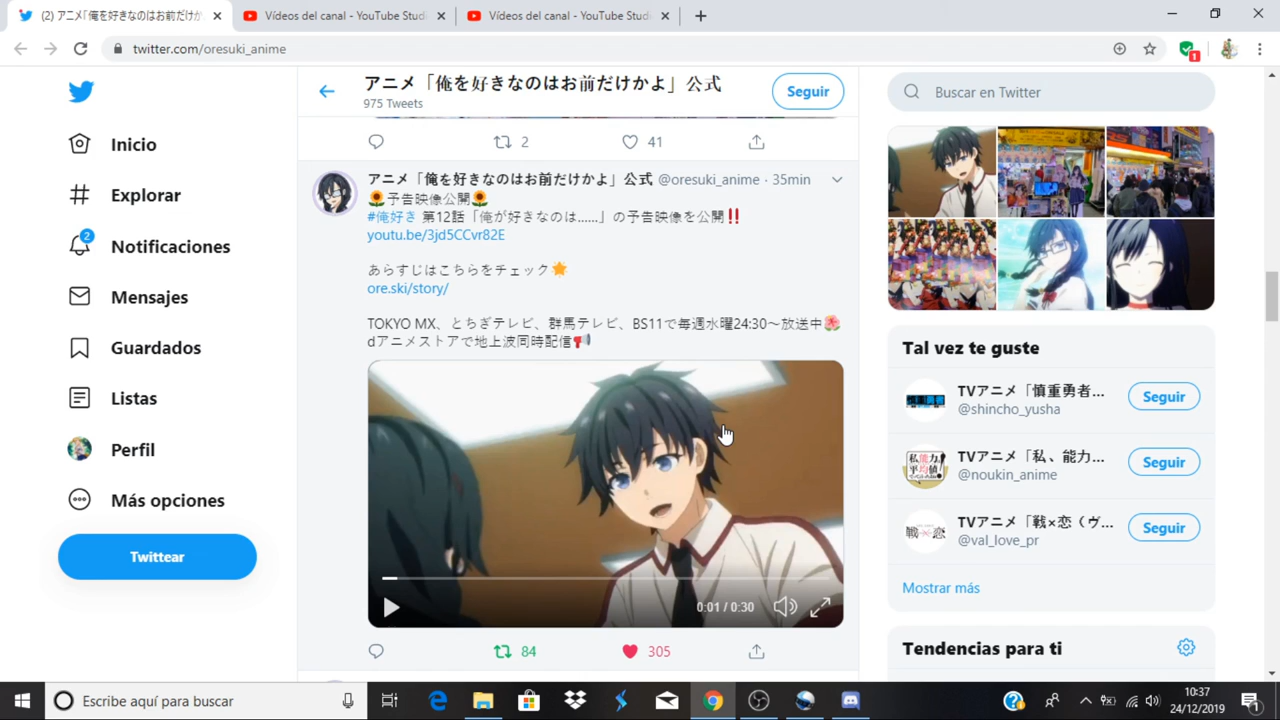 (2) アニメ「俺を好きなのはお前だけか
Vídeos del canal - YouTube Stud
Vídeos del canal - YouTube Stud
twitter.com/oresuki_anime
1
Inicio
Explorar
2
Notificaciones
Mensajes
Guardados
Listas
Perfil
Más opciones
Twittear
アニメ「俺を好きなのはお前だけかよ」公式
975 Tweets
Seguir
2
41
アニメ「俺を好きなのはお前だけかよ」公式 @oresuki_anime · 35min
🌻予告映像公開🌻
#俺好き 第12話「俺が好きなのは……」の予告映像を公開‼
youtu.be/3jd5CCvr82E
あらすじはこちらをチェック🌟
ore.ski/story/
TOKYO MX、とちぎテレビ、群馬テレビ、BS11で毎週水曜24:30〜放送中🌺
dアニメストアで地上波同時配信📢
0:01 / 0:30
84
305
Buscar en Twitter
Tal vez te guste
TVアニメ「慎重勇者...
@shincho_yusha
Seguir
TVアニメ「私、能力...
@noukin_anime
Seguir
TVアニメ「戦×恋（ヴ...
@val_love_pr
Seguir
Mostrar más
Tendencias para ti
Escribe aquí para buscar
10:37
24/12/2019
1